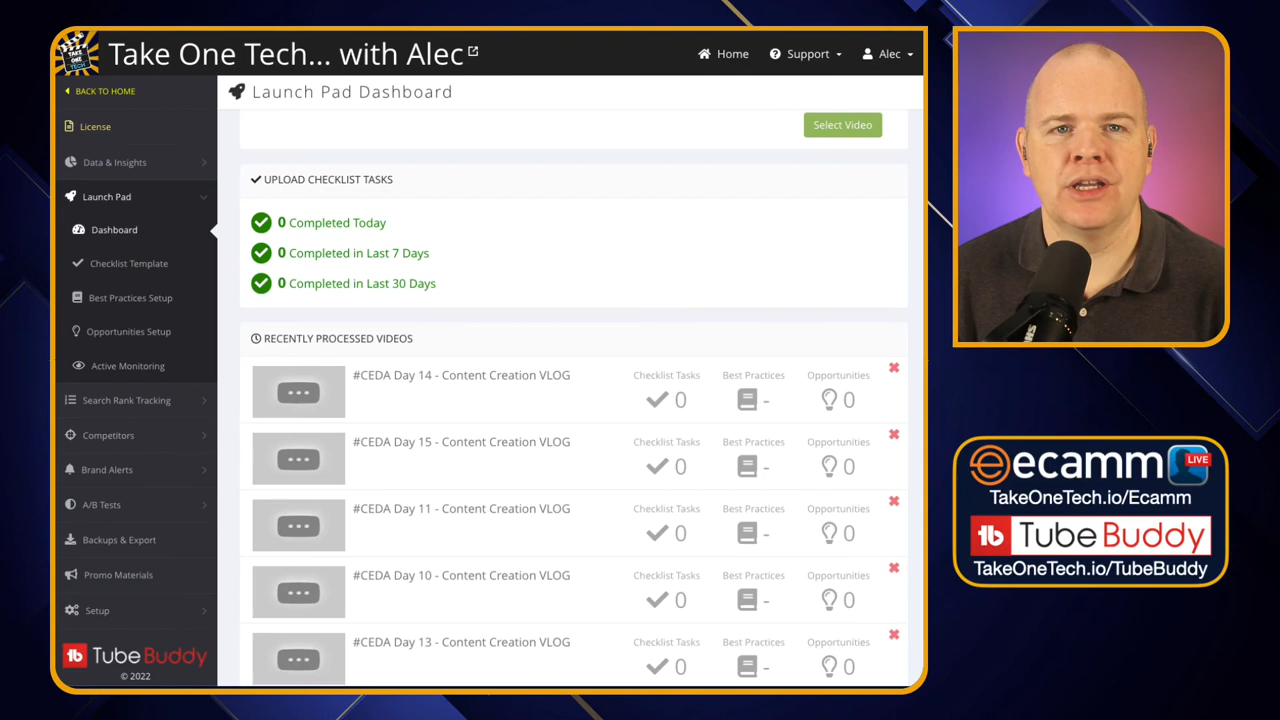 TAKE ONE TECH
Take One Tech... with Alec
Home
Support
Alec
BACK TO HOME
License
Data & Insights
Launch Pad
Dashboard
Checklist Template
Best Practices Setup
Opportunities Setup
Active Monitoring
Search Rank Tracking
Competitors
Brand Alerts
A/B Tests
Backups & Export
Promo Materials
Setup
tb TubeBuddy
© 2022
Launch Pad Dashboard
Select Video
UPLOAD CHECKLIST TASKS
0 Completed Today
0 Completed in Last 7 Days
0 Completed in Last 30 Days
RECENTLY PROCESSED VIDEOS
#CEDA Day 14 - Content Creation VLOG
Checklist Tasks Best Practices Opportunities
0 - 0
#CEDA Day 15 - Content Creation VLOG
Checklist Tasks Best Practices Opportunities
0 - 0
#CEDA Day 11 - Content Creation VLOG
Checklist Tasks Best Practices Opportunities
0 - 0
#CEDA Day 10 - Content Creation VLOG
Checklist Tasks Best Practices Opportunities
0 - 0
#CEDA Day 13 - Content Creation VLOG
Checklist Tasks Best Practices Opportunities
0 - 0
ecamm LIVE
TakeOneTech.io/Ecamm
tb TubeBuddy
TakeOneTech.io/TubeBuddy